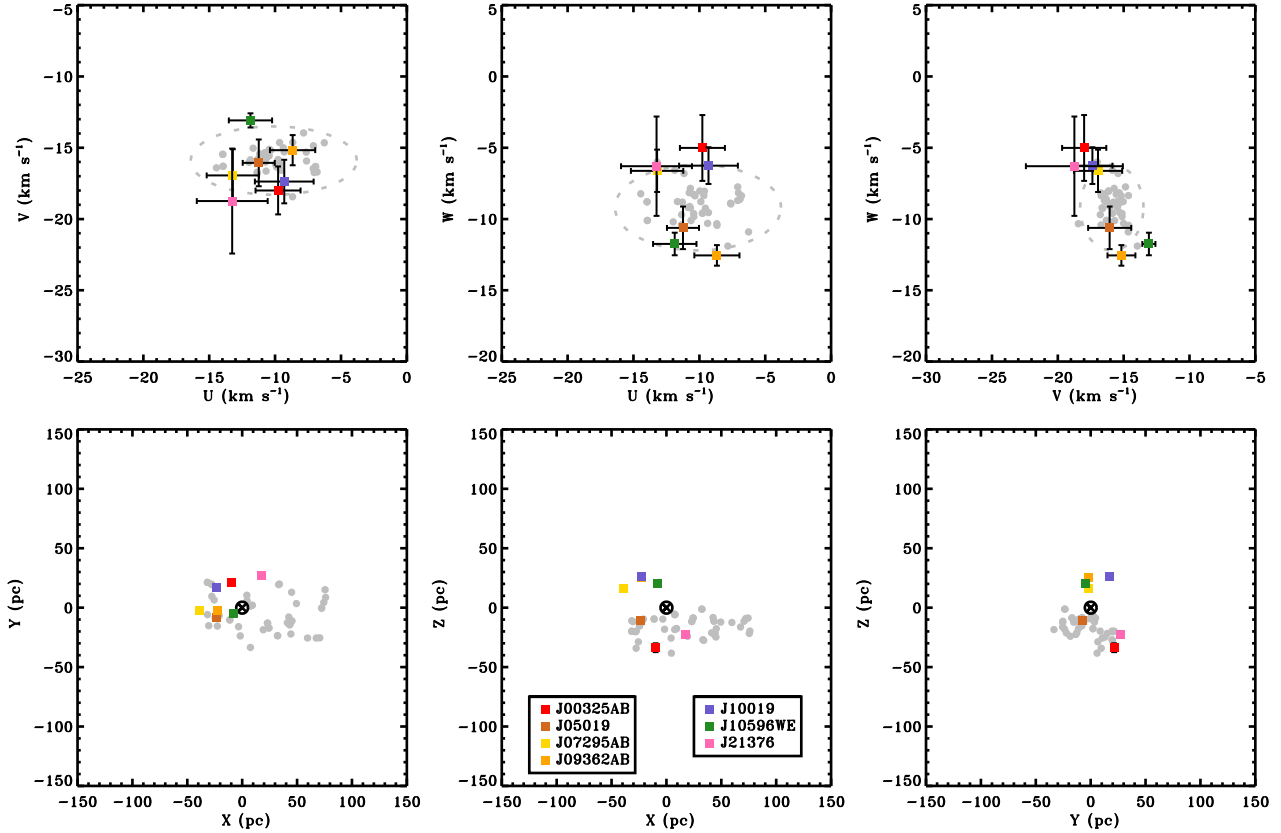 -5
-10
-15
-20
-25
-30
V (km s⁻¹)
-25 -20 -15 -10 -5 0
U (km s⁻¹)
5
0
-5
-10
-15
-20
W (km s⁻¹)
-25 -20 -15 -10 -5 0
U (km s⁻¹)
5
0
-5
-10
-15
-20
W (km s⁻¹)
-30 -25 -20 -15 -10 -5
V (km s⁻¹)
150
100
50
0
-50
-100
-150
Y (pc)
-150 -100 -50 0 50 100 150
X (pc)
150
100
50
0
-50
-100
-150
Z (pc)
J00325AB
J05019
J07295AB
J09362AB
J10019
J10596WE
J21376
-150 -100 -50 0 50 100 150
X (pc)
150
100
50
0
-50
-100
-150
Z (pc)
-150 -100 -50 0 50 100 150
Y (pc)